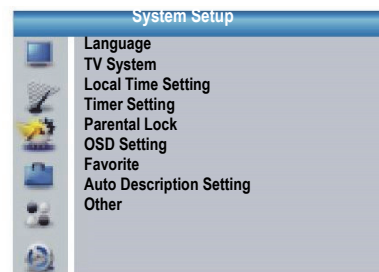 System Setup
Language
TV System
Local Time Setting
Timer Setting
Parental Lock
OSD Setting
Favorite
Auto Description Setting
Other